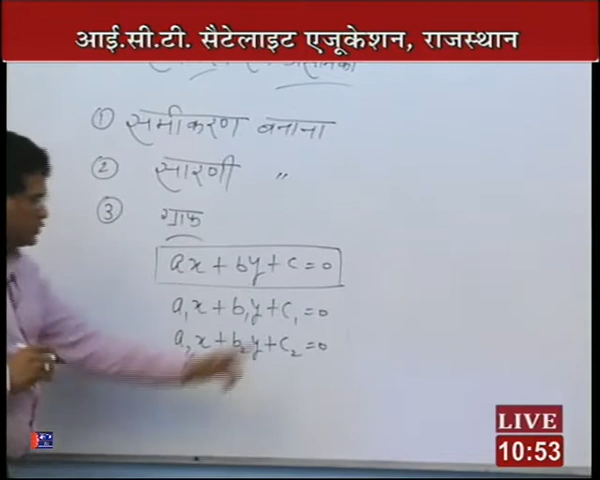 आई.सी.टी. सैटेलाइट एजूकेशन, राजस्थान
① समीकरण बनाना
② सारणी "
③ ग्राफ
ax + by + c = 0
a₁x + b₁y + c₁ = 0
a₂x + b₂y + c₂ = 0
LIVE
10:53